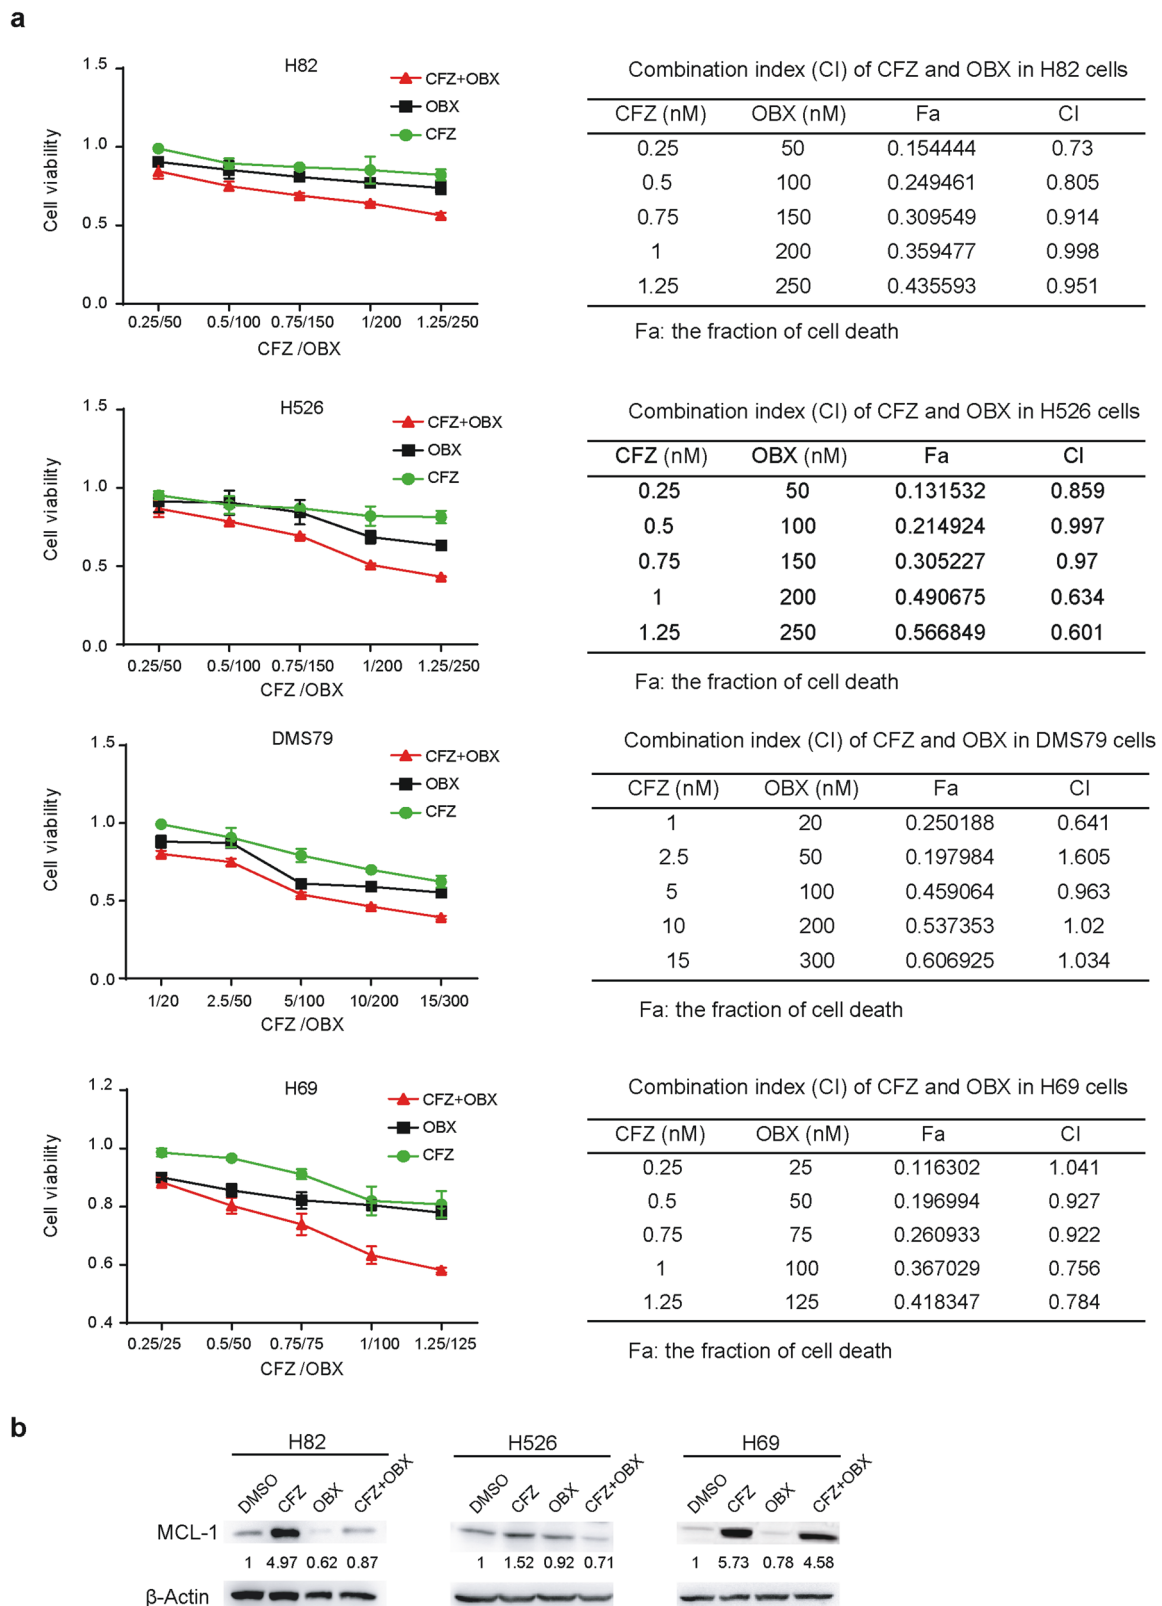 a
H82
CFZ+OBX
OBX
CFZ
1.5
1.0
0.5
0.0
Cell viability
0.25/50 0.5/100 0.75/150 1/200 1.25/250
CFZ /OBX
Combination index (CI) of CFZ and OBX in H82 cells
CFZ (nM) OBX (nM) Fa CI
0.25 50 0.154444 0.73
0.5 100 0.249461 0.805
0.75 150 0.309549 0.914
1 200 0.359477 0.998
1.25 250 0.435593 0.951
Fa: the fraction of cell death
H526
CFZ+OBX
OBX
CFZ
1.5
1.0
0.5
0.0
Cell viability
0.25/50 0.5/100 0.75/150 1/200 1.25/250
CFZ/OBX
Combination index (CI) of CFZ and OBX in H526 cells
CFZ (nM) OBX (nM) Fa CI
0.25 50 0.131532 0.859
0.5 100 0.214924 0.997
0.75 150 0.305227 0.97
1 200 0.490675 0.634
1.25 250 0.566849 0.601
Fa: the fraction of cell death
DMS79
CFZ+OBX
OBX
CFZ
1.5
1.0
0.5
0.0
Cell viability
1/20 2.5/50 5/100 10/200 15/300
CFZ /OBX
Combination index (CI) of CFZ and OBX in DMS79 cells
CFZ (nM) OBX (nM) Fa CI
1 20 0.250188 0.641
2.5 50 0.197984 1.605
5 100 0.459064 0.963
10 200 0.537353 1.02
15 300 0.606925 1.034
Fa: the fraction of cell death
H69
CFZ+OBX
OBX
CFZ
1.2
1.0
0.8
0.6
0.4
Cell viability
0.25/25 0.5/50 0.75/75 1/100 1.25/125
CFZ /OBX
Combination index (CI) of CFZ and OBX in H69 cells
CFZ (nM) OBX (nM) Fa CI
0.25 25 0.116302 1.041
0.5 50 0.196994 0.927
0.75 75 0.260933 0.922
1 100 0.367029 0.756
1.25 125 0.418347 0.784
Fa: the fraction of cell death
b
H82 H526 H69
DMSO CFZ OBX CFZ+OBX DMSO CFZ OBX CFZ+OBX DMSO CFZ OBX CFZ+OBX
MCL-1
1 4.97 0.62 0.87 1 1.52 0.92 0.71 1 5.73 0.78 4.58
β-Actin